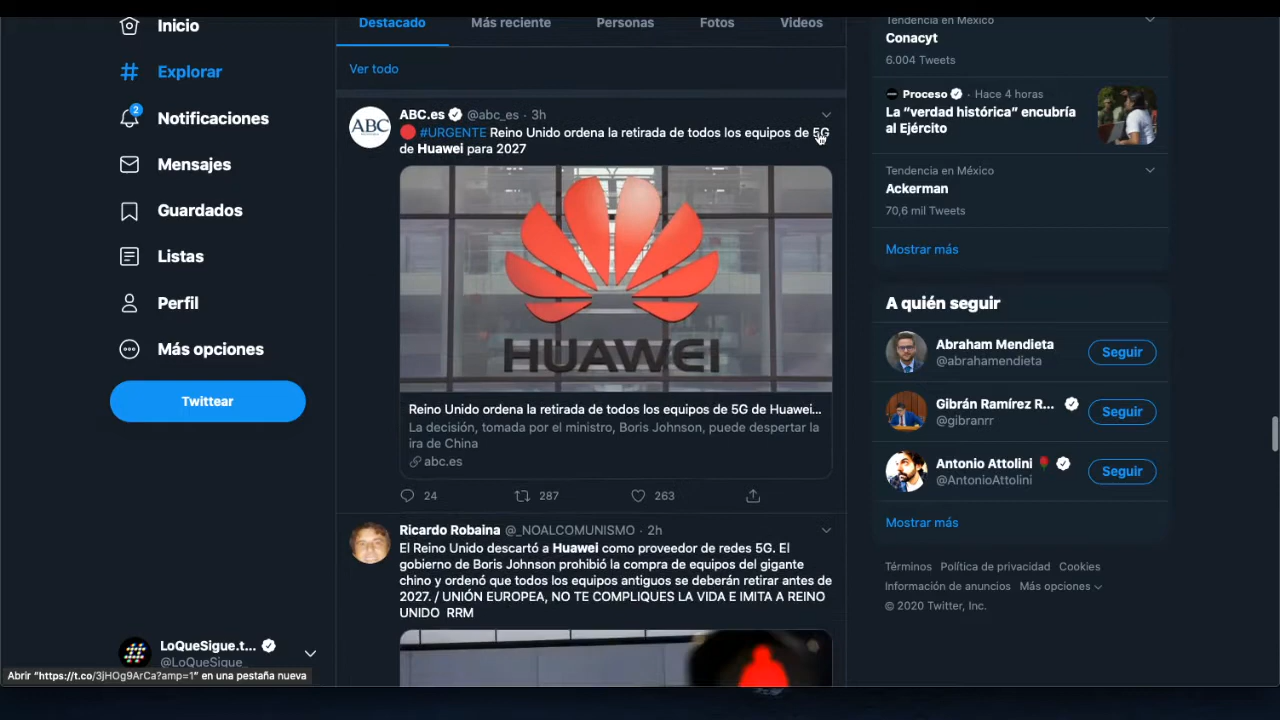 Inicio
Explorar
2
Notificaciones
Mensajes
Guardados
Listas
Perfil
Más opciones
Twittear
LoQueSigue.t...
@LoQueSigue_
Abrir “https://t.co/3jHOg9ArCa?amp=1” en una pestaña nueva
Destacado Más reciente Personas Fotos Videos
Ver todo
ABC
ABC.es @abc_es · 3h
#URGENTE Reino Unido ordena la retirada de todos los equipos de 5G
de Huawei para 2027
HUAWEI
Reino Unido ordena la retirada de todos los equipos de 5G de Huawei...
La decisión, tomada por el ministro, Boris Johnson, puede despertar la
ira de China
abc.es
24 287 263
Ricardo Robaina @_NOALCOMUNISMO · 2h
El Reino Unido descartó a Huawei como proveedor de redes 5G. El
gobierno de Boris Johnson prohibió la compra de equipos del gigante
chino y ordenó que todos los equipos antiguos se deberán retirar antes de
2027. / UNIÓN EUROPEA, NO TE COMPLIQUES LA VIDA E IMITA A REINO
UNIDO RRM
Tendencia en México
Conacyt
6.004 Tweets
Proceso · Hace 4 horas
La “verdad histórica” encubría
al Ejército
Tendencia en México
Ackerman
70,6 mil Tweets
Mostrar más
A quién seguir
Abraham Mendieta
@abrahamendieta
Seguir
Gibrán Ramírez R...
@gibranrr
Seguir
Antonio Attolini
@AntonioAttolini
Seguir
Mostrar más
Términos Política de privacidad Cookies
Información de anuncios Más opciones
© 2020 Twitter, Inc.